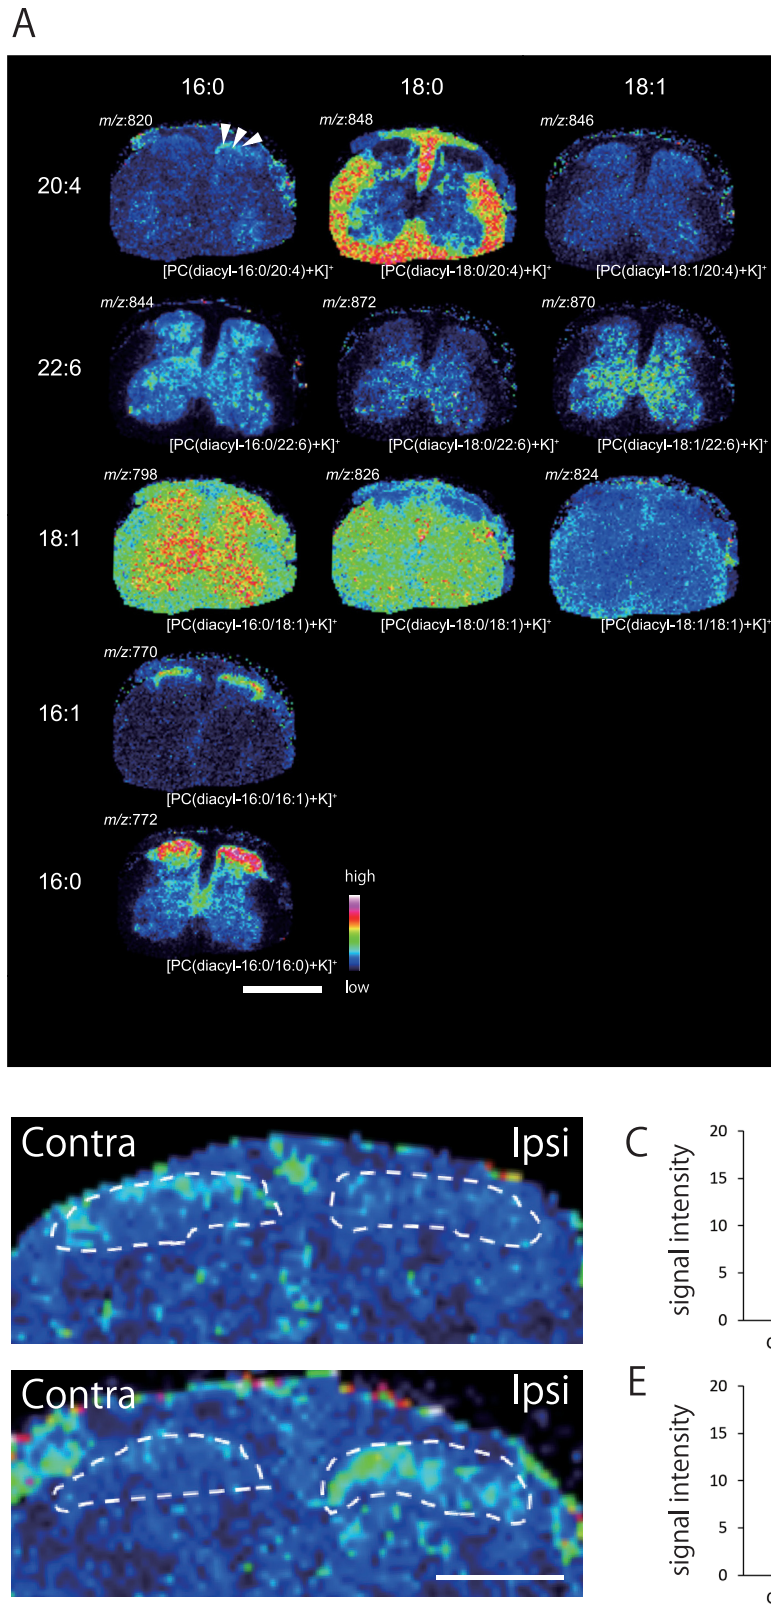 A
16:0 18:0 18:1
m/z:820 m/z:848 m/z:846
20:4
[PC(diacyl-16:0/20:4)+K]⁺ [PC(diacyl-18:0/20:4)+K]⁺ [PC(diacyl-18:1/20:4)+K]⁺
m/z:844 m/z:872 m/z:870
22:6
[PC(diacyl-16:0/22:6)+K]⁺ [PC(diacyl-18:0/22:6)+K]⁺ [PC(diacyl-18:1/22:6)+K]⁺
m/z:798 m/z:826 m/z:824
18:1
[PC(diacyl-16:0/18:1)+K]⁺ [PC(diacyl-18:0/18:1)+K]⁺ [PC(diacyl-18:1/18:1)+K]⁺
m/z:770
16:1
[PC(diacyl-16:0/16:1)+K]⁺
m/z:772
16:0
high
[PC(diacyl-16:0/16:0)+K]⁺
low
Contra Ipsi
C
signal intensity
20
15
10
5
0
Contra Ipsi
E
signal intensity
20
15
10
5
0